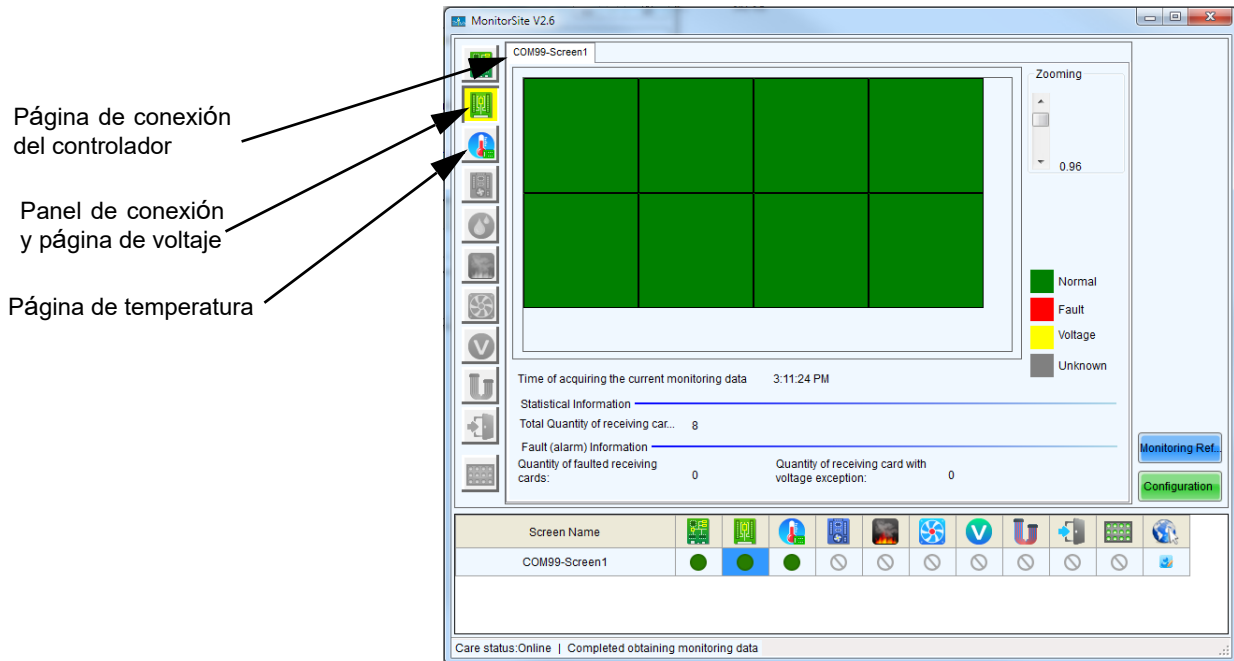 MonitorSite V2.6
COM99-Screen1
Zooming
0.96
Página de conexión
del controlador
Panel de conexión
y página de voltaje
Página de temperatura
Normal
Fault
Voltage
Unknown
Time of acquiring the current monitoring data 3:11:24 PM
Statistical Information
Total Quantity of receiving car... 8
Fault (alarm) Information
Quantity of faulted receiving
cards: 0
Quantity of receiving card with
voltage exception: 0
Monitoring Ref...
Configuration
Screen Name
COM99-Screen1
Care status:Online | Completed obtaining monitoring data